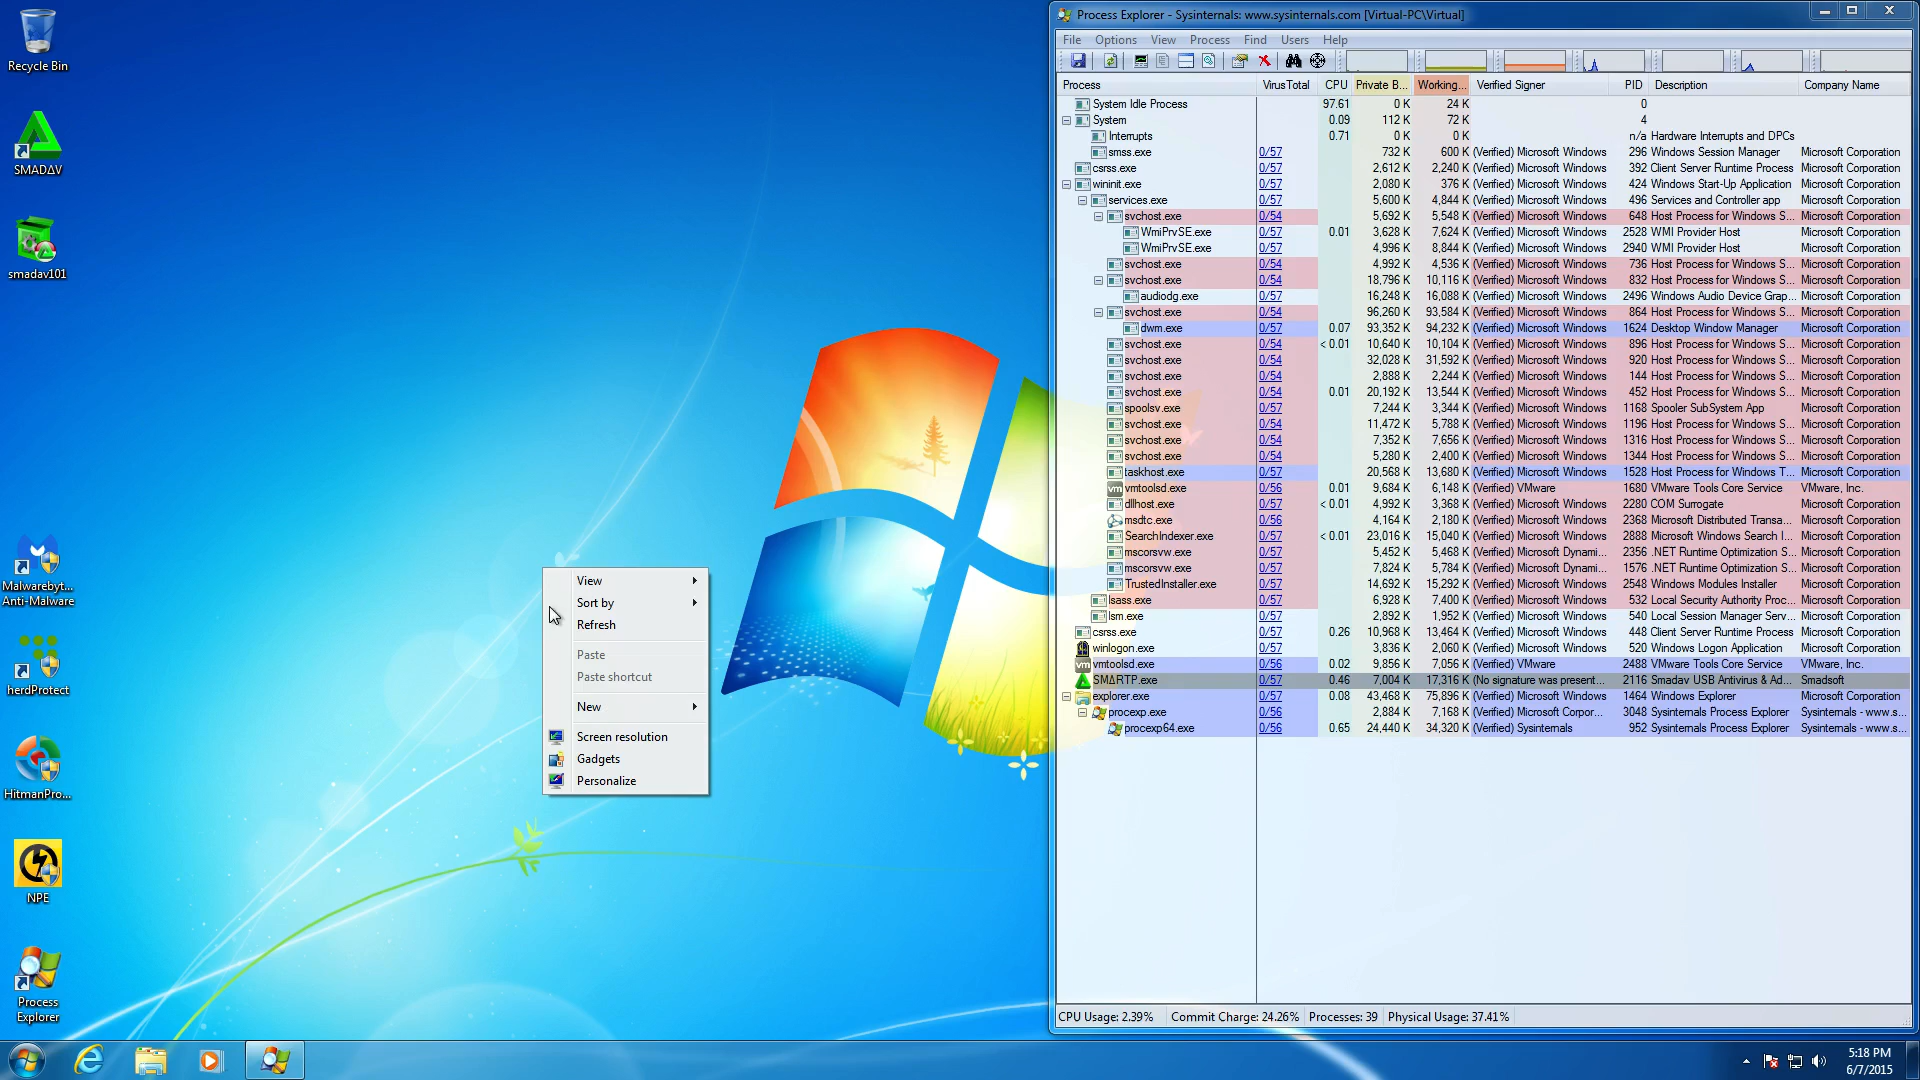 Recycle Bin
SMADΔV
smadav101
Malwarebyt...
Anti-Malware
herdProtect
HitmanPro...
NPE
Process
Explorer
View
Sort by
Refresh
Paste
Paste shortcut
New
Screen resolution
Gadgets
Personalize
Process Explorer - Sysinternals: www.sysinternals.com [Virtual-PC\Virtual]
File Options View Process Find Users Help
Process VirusTotal CPU Private B... Working... Verified Signer PID Description Company Name
System Idle Process 97.61 0 K 24 K 0
System 0.09 112 K 72 K 4
Interrupts 0.71 0 K 0 K n/a Hardware Interrupts and DPCs
smss.exe 0/57 732 K 600 K (Verified) Microsoft Windows 296 Windows Session Manager Microsoft Corporation
csrss.exe 0/57 2,612 K 2,240 K (Verified) Microsoft Windows 392 Client Server Runtime Process Microsoft Corporation
wininit.exe 0/57 2,080 K 376 K (Verified) Microsoft Windows 424 Windows Start-Up Application Microsoft Corporation
services.exe 0/57 5,600 K 4,844 K (Verified) Microsoft Windows 496 Services and Controller app Microsoft Corporation
svchost.exe 0/54 5,692 K 5,548 K (Verified) Microsoft Windows 648 Host Process for Windows S... Microsoft Corporation
WmiPrvSE.exe 0/57 0.01 3,628 K 7,624 K (Verified) Microsoft Windows 2528 WMI Provider Host Microsoft Corporation
WmiPrvSE.exe 0/57 4,996 K 8,844 K (Verified) Microsoft Windows 2940 WMI Provider Host Microsoft Corporation
svchost.exe 0/54 4,992 K 4,536 K (Verified) Microsoft Windows 736 Host Process for Windows S... Microsoft Corporation
svchost.exe 0/54 18,796 K 10,116 K (Verified) Microsoft Windows 832 Host Process for Windows S... Microsoft Corporation
audiodg.exe 0/57 16,248 K 16,088 K (Verified) Microsoft Windows 2496 Windows Audio Device Grap... Microsoft Corporation
svchost.exe 0/54 96,260 K 93,584 K (Verified) Microsoft Windows 864 Host Process for Windows S... Microsoft Corporation
dwm.exe 0/57 0.07 93,352 K 94,232 K (Verified) Microsoft Windows 1624 Desktop Window Manager Microsoft Corporation
svchost.exe 0/54 < 0.01 10,640 K 10,104 K (Verified) Microsoft Windows 896 Host Process for Windows S... Microsoft Corporation
svchost.exe 0/54 32,028 K 31,592 K (Verified) Microsoft Windows 920 Host Process for Windows S... Microsoft Corporation
svchost.exe 0/54 2,888 K 2,244 K (Verified) Microsoft Windows 144 Host Process for Windows S... Microsoft Corporation
svchost.exe 0/54 0.01 20,192 K 13,544 K (Verified) Microsoft Windows 452 Host Process for Windows S... Microsoft Corporation
spoolsv.exe 0/57 7,244 K 3,344 K (Verified) Microsoft Windows 1168 Spooler SubSystem App Microsoft Corporation
svchost.exe 0/54 11,472 K 5,788 K (Verified) Microsoft Windows 1196 Host Process for Windows S... Microsoft Corporation
svchost.exe 0/54 7,352 K 7,656 K (Verified) Microsoft Windows 1316 Host Process for Windows S... Microsoft Corporation
svchost.exe 0/54 5,280 K 2,400 K (Verified) Microsoft Windows 1344 Host Process for Windows S... Microsoft Corporation
taskhost.exe 0/57 20,568 K 13,680 K (Verified) Microsoft Windows 1528 Host Process for Windows T... Microsoft Corporation
vmtoolsd.exe 0/56 0.01 9,684 K 6,148 K (Verified) VMware 1680 VMware Tools Core Service VMware, Inc.
dllhost.exe 0/57 < 0.01 4,992 K 3,368 K (Verified) Microsoft Windows 2280 COM Surrogate Microsoft Corporation
msdtc.exe 0/56 4,164 K 2,180 K (Verified) Microsoft Windows 2368 Microsoft Distributed Transa... Microsoft Corporation
SearchIndexer.exe 0/57 < 0.01 23,016 K 15,040 K (Verified) Microsoft Windows 2888 Microsoft Windows Search I... Microsoft Corporation
mscorsvw.exe 0/57 5,452 K 5,468 K (Verified) Microsoft Dynami... 2356 .NET Runtime Optimization S... Microsoft Corporation
mscorsvw.exe 0/57 7,824 K 5,784 K (Verified) Microsoft Dynami... 1576 .NET Runtime Optimization S... Microsoft Corporation
TrustedInstaller.exe 0/57 14,692 K 15,292 K (Verified) Microsoft Windows 2548 Windows Modules Installer Microsoft Corporation
lsass.exe 0/57 6,928 K 7,400 K (Verified) Microsoft Windows 532 Local Security Authority Proc... Microsoft Corporation
lsm.exe 0/57 2,892 K 1,952 K (Verified) Microsoft Windows 540 Local Session Manager Serv... Microsoft Corporation
csrss.exe 0/57 0.26 10,968 K 13,464 K (Verified) Microsoft Windows 448 Client Server Runtime Process Microsoft Corporation
winlogon.exe 0/57 3,836 K 2,060 K (Verified) Microsoft Windows 520 Windows Logon Application Microsoft Corporation
vmtoolsd.exe 0/56 0.02 9,856 K 7,056 K (Verified) VMware 2488 VMware Tools Core Service VMware, Inc.
SMΔRTP.exe 0/57 0.46 7,004 K 17,316 K (No signature was present... 2116 Smadav USB Antivirus & Ad... Smadsoft
explorer.exe 0/57 0.08 43,468 K 75,896 K (Verified) Microsoft Windows 1464 Windows Explorer Microsoft Corporation
procexp.exe 0/56 2,884 K 7,168 K (Verified) Microsoft Corpor... 3048 Sysinternals Process Explorer Sysinternals - www.s...
procexp64.exe 0/56 0.65 24,440 K 34,320 K (Verified) Sysinternals 952 Sysinternals Process Explorer Sysinternals - www.s...
CPU Usage: 2.39% Commit Charge: 24.26% Processes: 39 Physical Usage: 37.41%
5:18 PM
6/7/2015